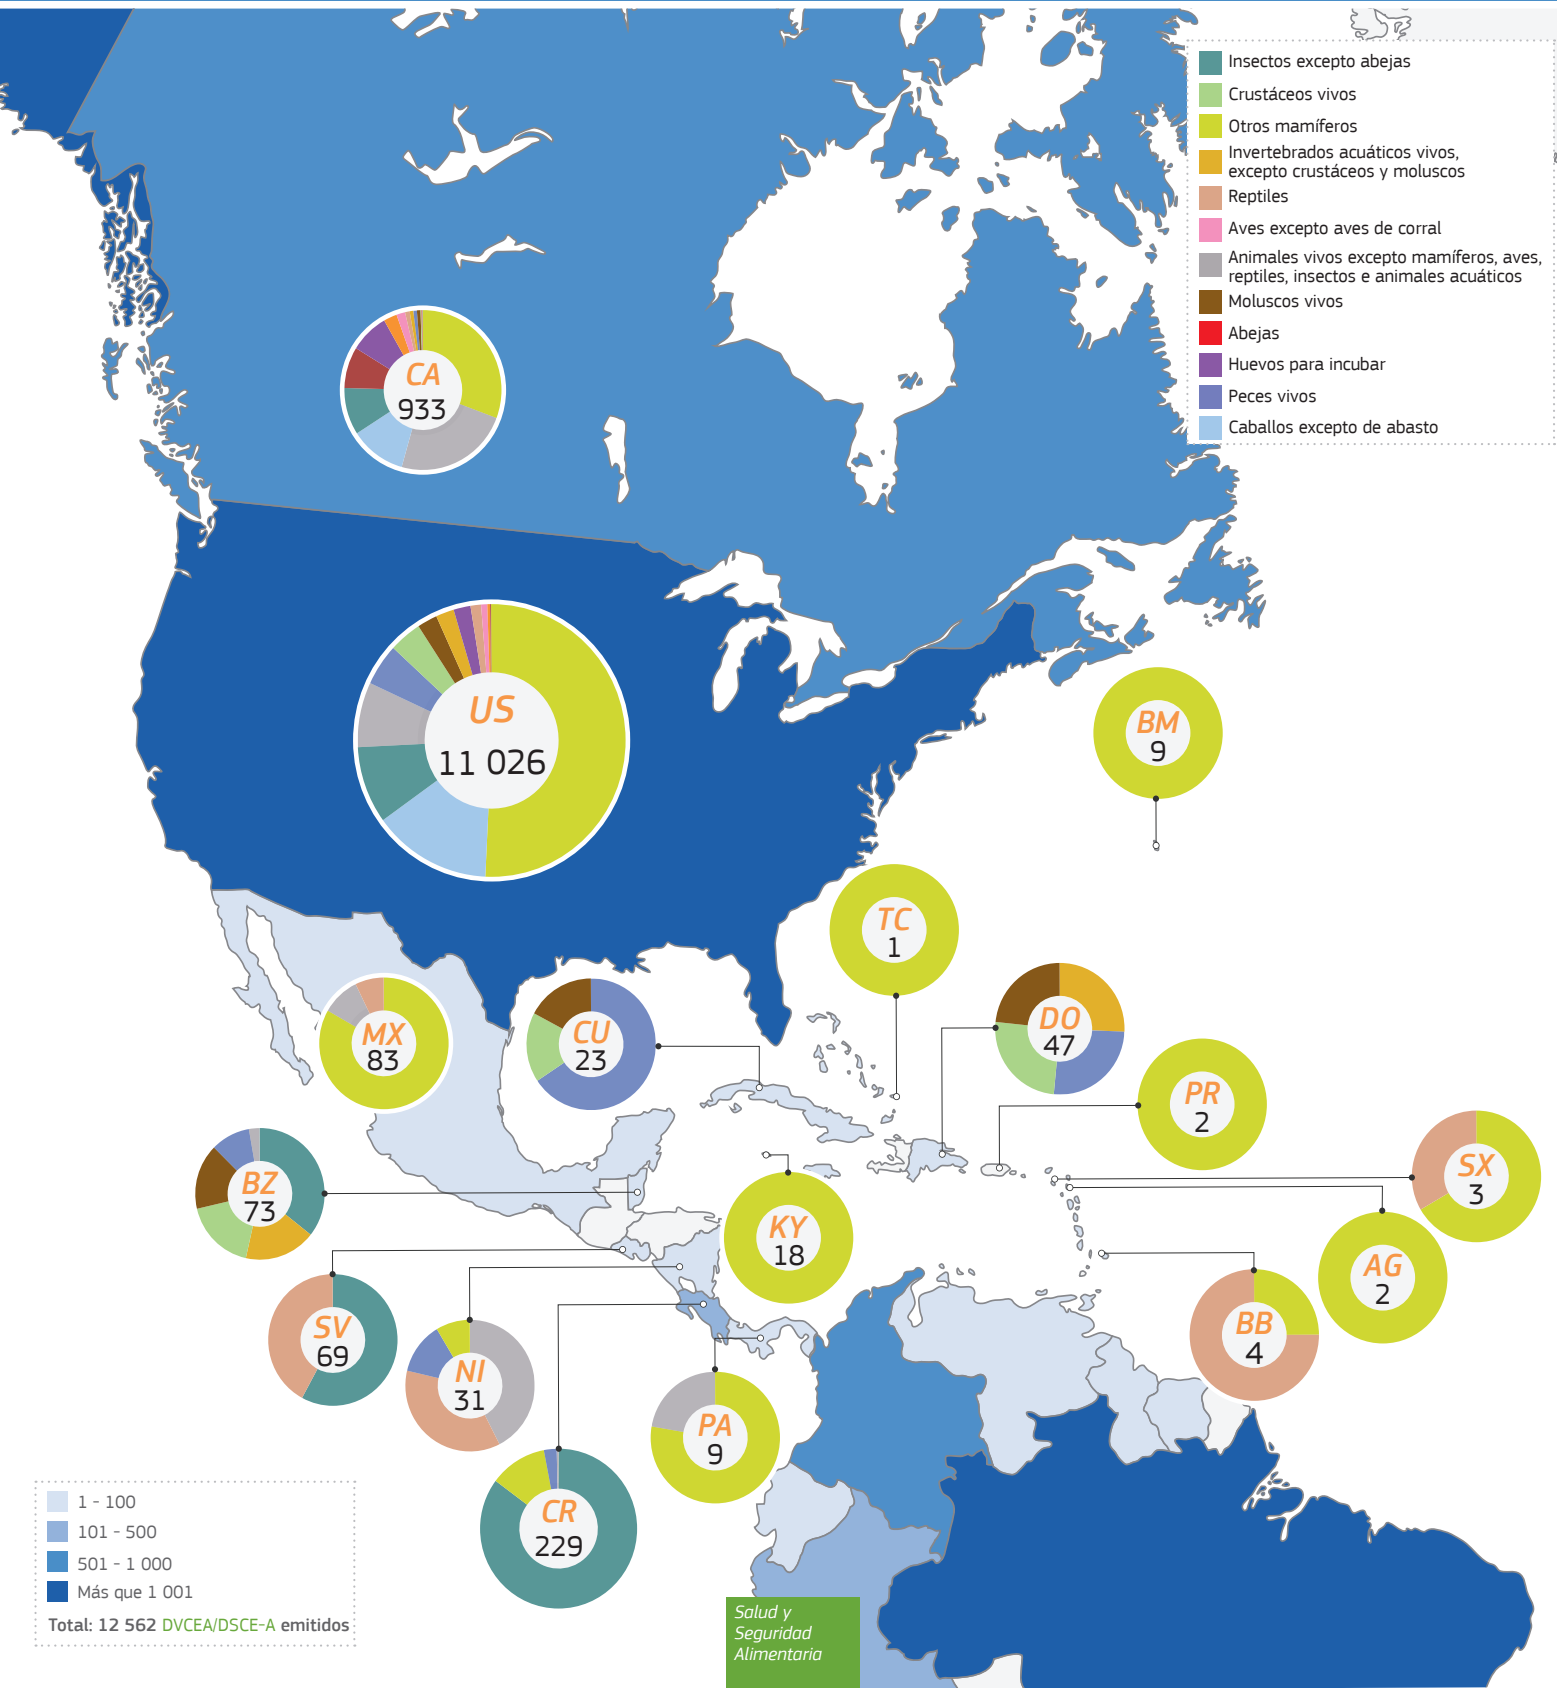 Insectos excepto abejas
Crustáceos vivos
Otros mamíferos
Invertebrados acuáticos vivos,
excepto crustáceos y moluscos
Reptiles
Aves excepto aves de corral
Animales vivos excepto mamíferos, aves,
reptiles, insectos e animales acuáticos
Moluscos vivos
Abejas
Huevos para incubar
Peces vivos
Caballos excepto de abasto
CA
933
US
11 026
BM
9
TC
1
MX
83
CU
23
DO
47
PR
2
BZ
73
SX
3
KY
18
AG
2
SV
69
NI
31
BB
4
PA
9
CR
229
1 - 100
101 - 500
501 - 1 000
Más que 1 001
Total: 12 562 DVCEA/DSCE-A emitidos
Salud y
Seguridad
Alimentaria